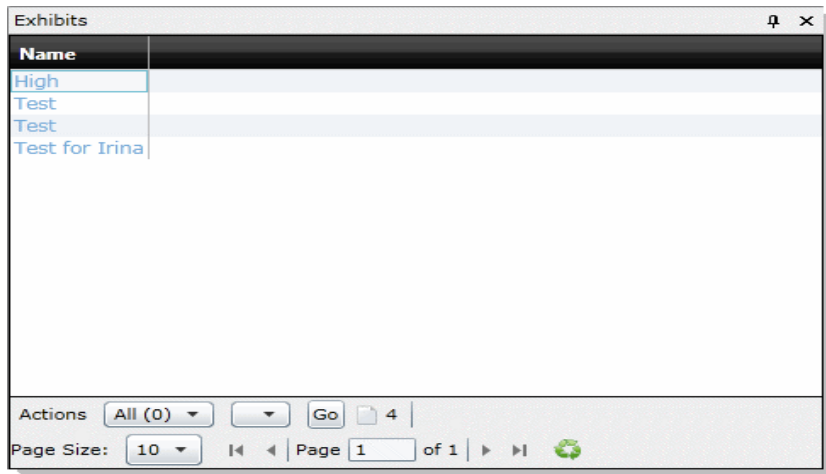 Exhibits
Name
High
Test
Test
Test for Irina
Actions All (0) Go 4
Page Size: 10 Page 1 of 1